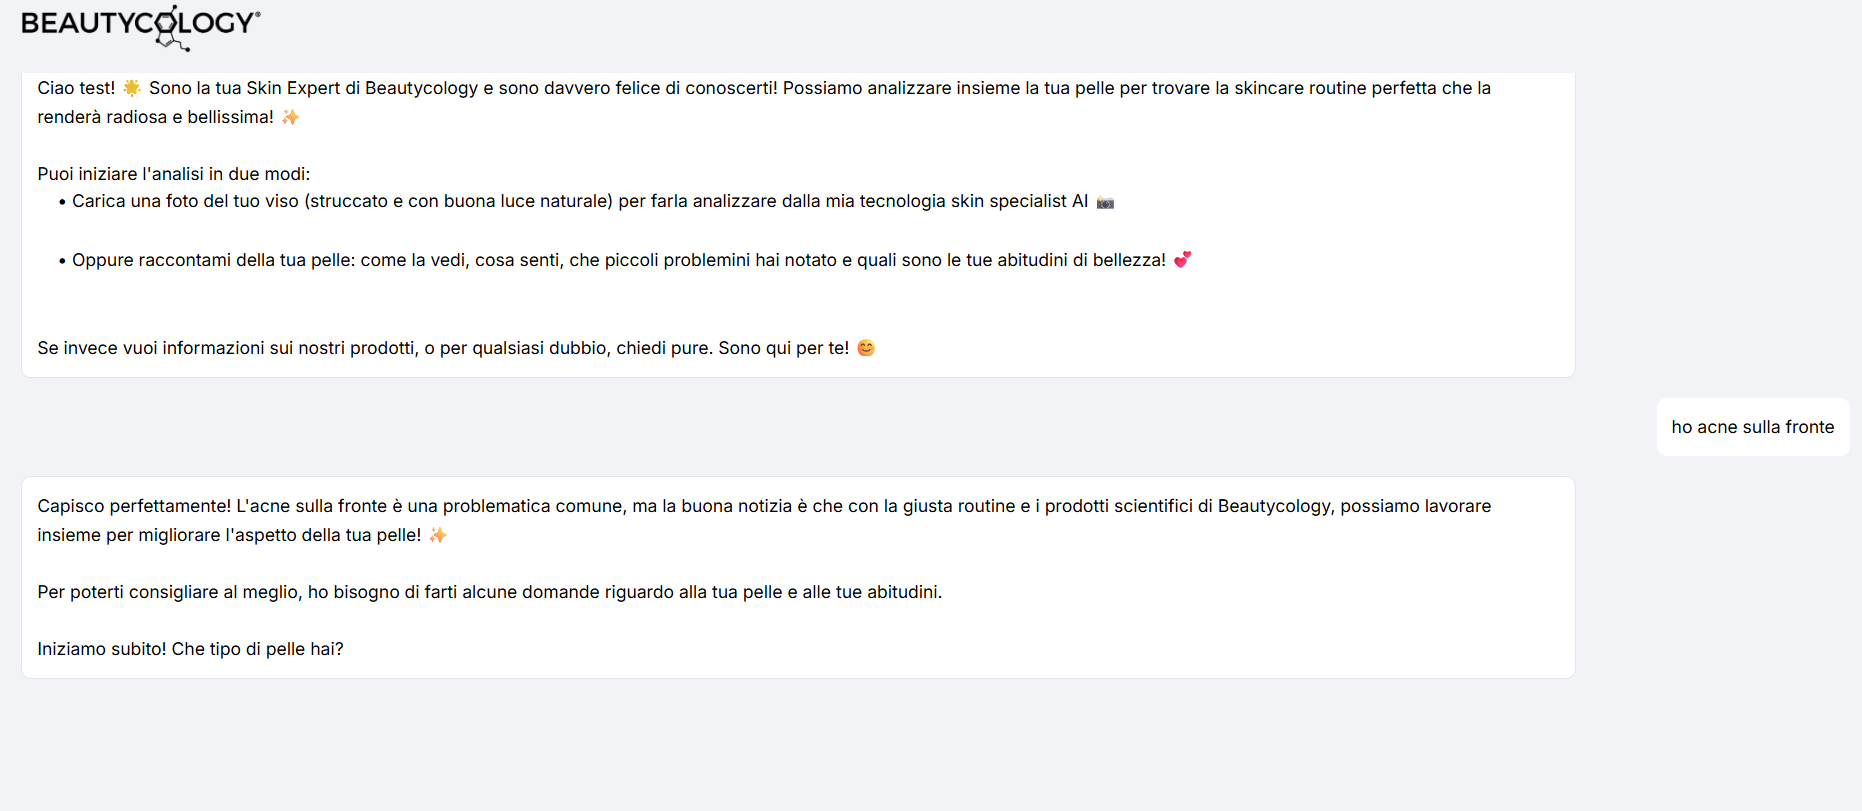 BEAUTYCOLOGY®
Ciao test! 🌟 Sono la tua Skin Expert di Beautycology e sono davvero felice di conoscerti! Possiamo analizzare insieme la tua pelle per trovare la skincare routine perfetta che la
renderà radiosa e bellissima! ✨
Puoi iniziare l'analisi in due modi:
• Carica una foto del tuo viso (struccato e con buona luce naturale) per farla analizzare dalla mia tecnologia skin specialist AI 📸
• Oppure raccontami della tua pelle: come la vedi, cosa senti, che piccoli problemini hai notato e quali sono le tue abitudini di bellezza! 💕
Se invece vuoi informazioni sui nostri prodotti, o per qualsiasi dubbio, chiedi pure. Sono qui per te! 😊
ho acne sulla fronte
Capisco perfettamente! L'acne sulla fronte è una problematica comune, ma la buona notizia è che con la giusta routine e i prodotti scientifici di Beautycology, possiamo lavorare
insieme per migliorare l'aspetto della tua pelle! ✨
Per poterti consigliare al meglio, ho bisogno di farti alcune domande riguardo alla tua pelle e alle tue abitudini.
Iniziamo subito! Che tipo di pelle hai?